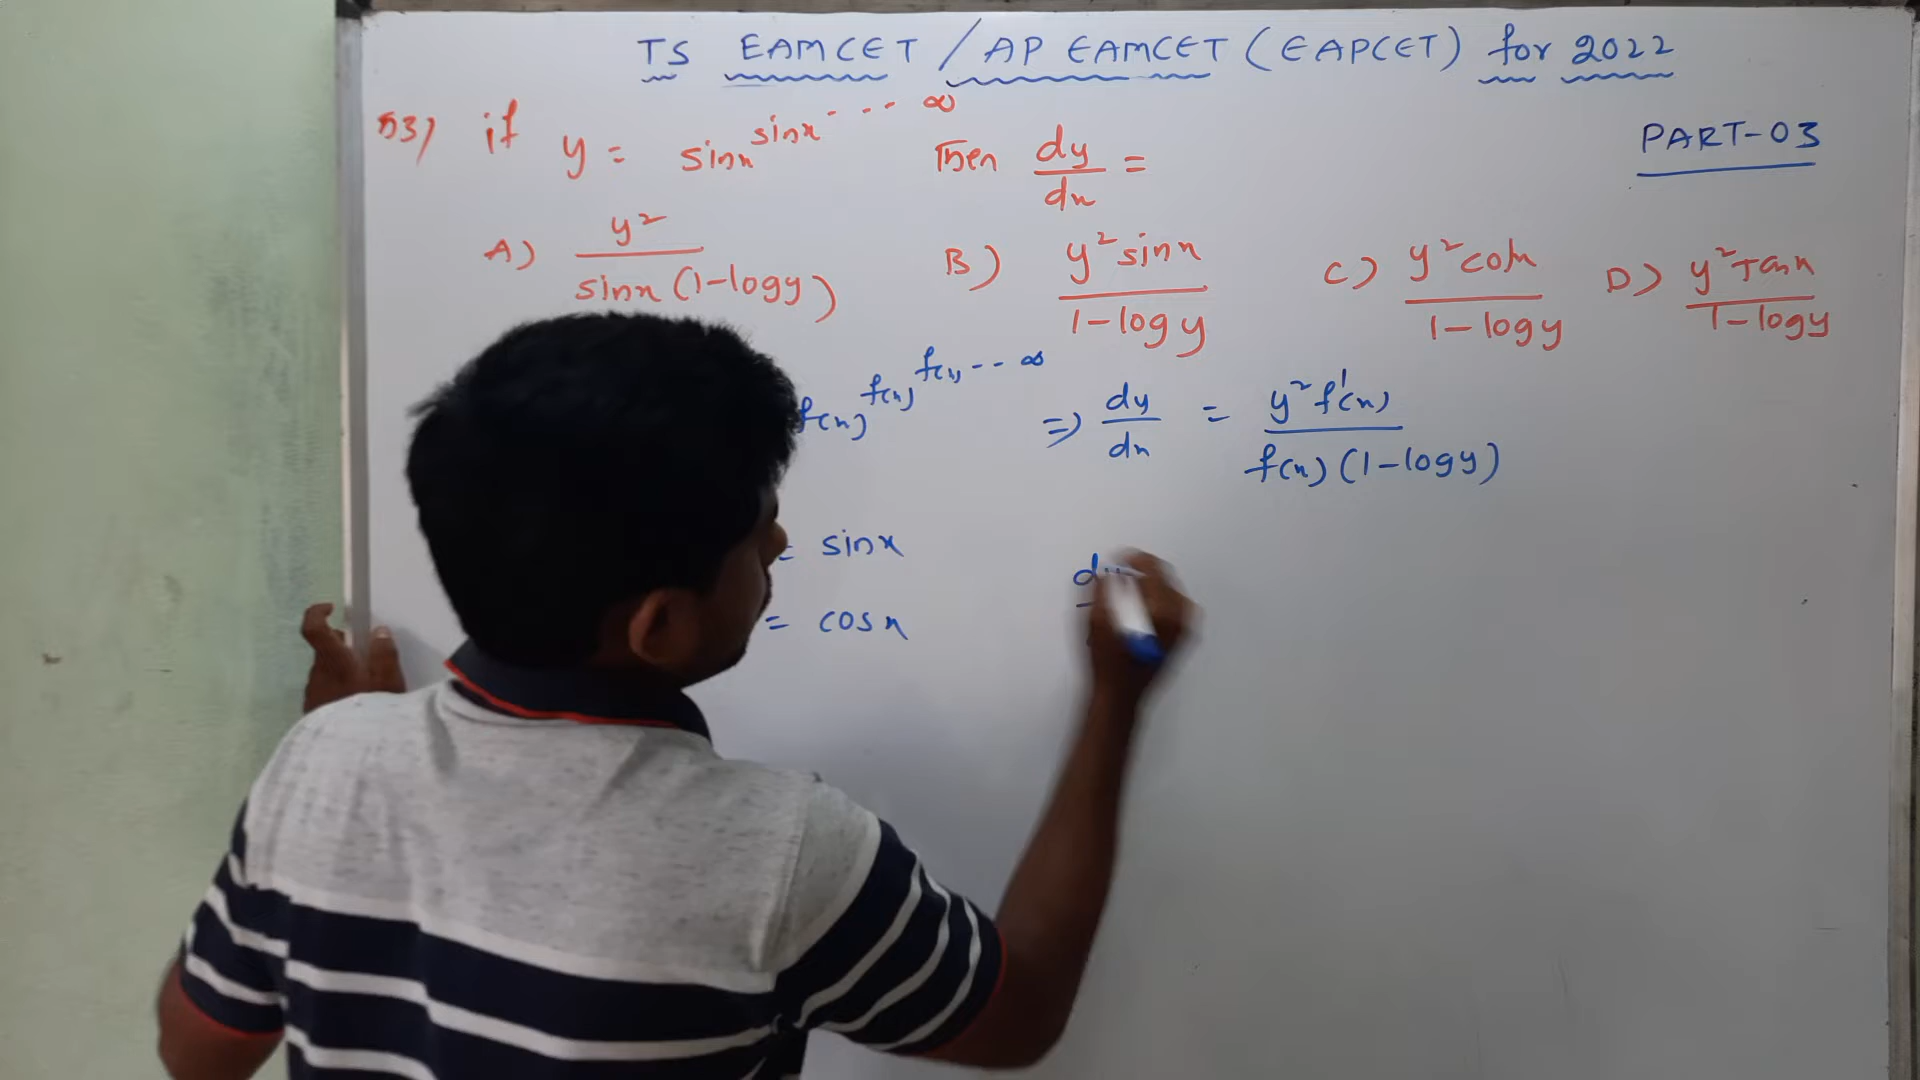 TS EAMCET / AP EAMCET (EAPCET) for 2022
PART-03
53) if y = sinx^sinx^... ∞ Then dy/dx =
A) y²/sinx(1-logy) B) y²sinx/1-logy C) y²cotx/1-logy D) y²Tanx/1-logy
f(x)^f(x)^f(x)^... ∞ ⇒ dy/dx = y²f'(x)/f(x)(1-logy)
= sinx
= cosx